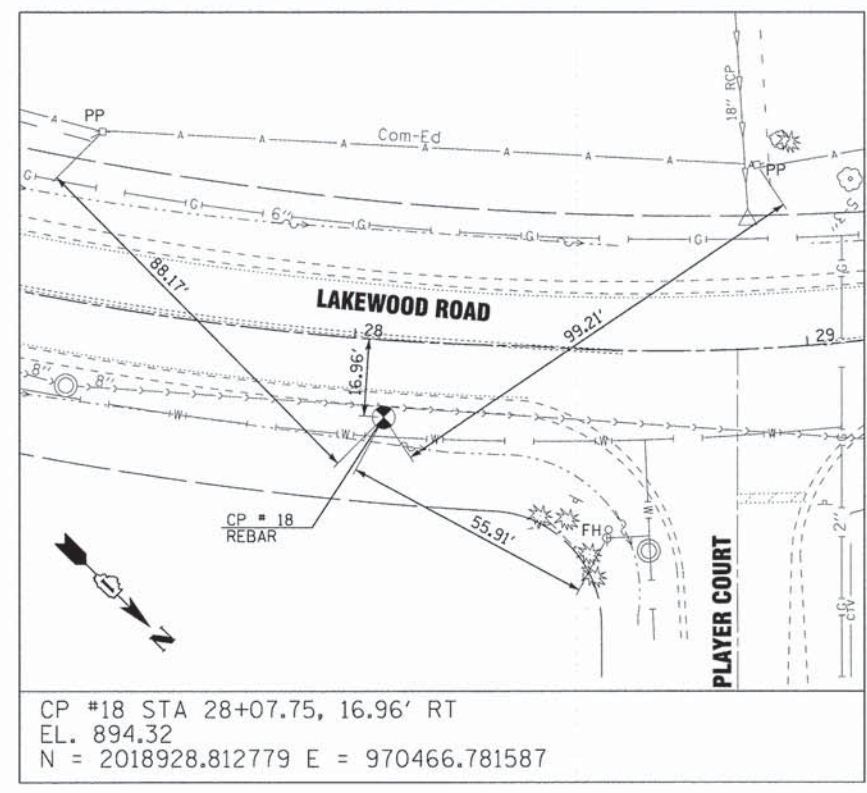 PP
Com-Ed
18" RCP
PP
A A A A A A A A A
G G G G G G
6"
88.17'
LAKEWOOD ROAD
28
99.21'
29
16.96'
8" 8"
W W W W W
W
CP # 18
REBAR
55.91'
FH
PLAYER COURT
2"
G
CTV
N
CP #18 STA 28+07.75, 16.96' RT
EL. 894.32
N = 2018928.812779 E = 970466.781587